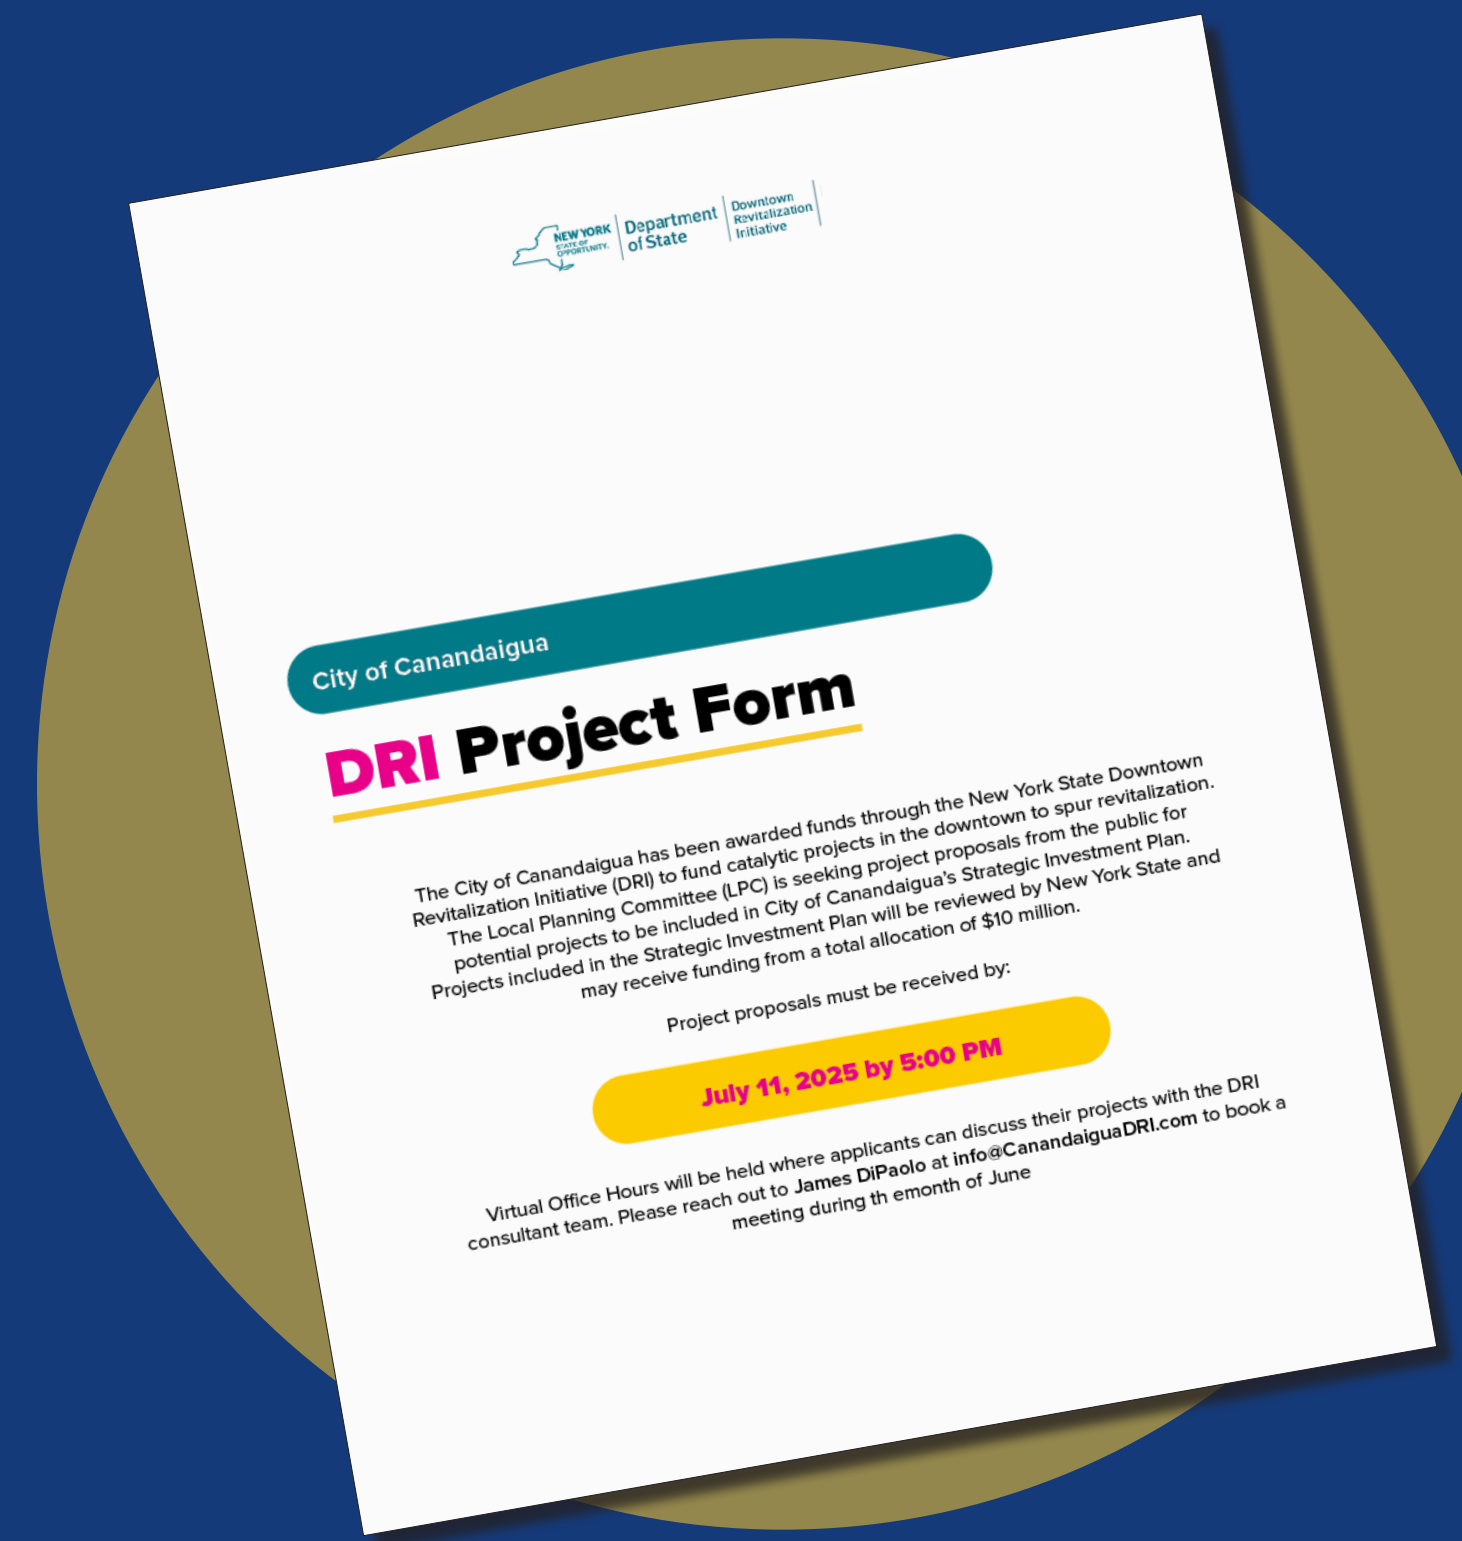 NEW YORK
STATE OF
OPPORTUNITY.
Department
of State
Downtown
Revitalization
Initiative
City of Canandaigua
DRI Project Form
The City of Canandaigua has been awarded funds through the New York State Downtown
Revitalization Initiative (DRI) to fund catalytic projects in the downtown to spur revitalization.
The Local Planning Committee (LPC) is seeking project proposals from the public for
potential projects to be included in City of Canandaigua’s Strategic Investment Plan.
Projects included in the Strategic Investment Plan will be reviewed by New York State and
may receive funding from a total allocation of $10 million.
Project proposals must be received by:
July 11, 2025 by 5:00 PM
Virtual Office Hours will be held where applicants can discuss their projects with the DRI
consultant team. Please reach out to James DiPaolo at info@CanandaiguaDRI.com to book a
meeting during th emonth of June